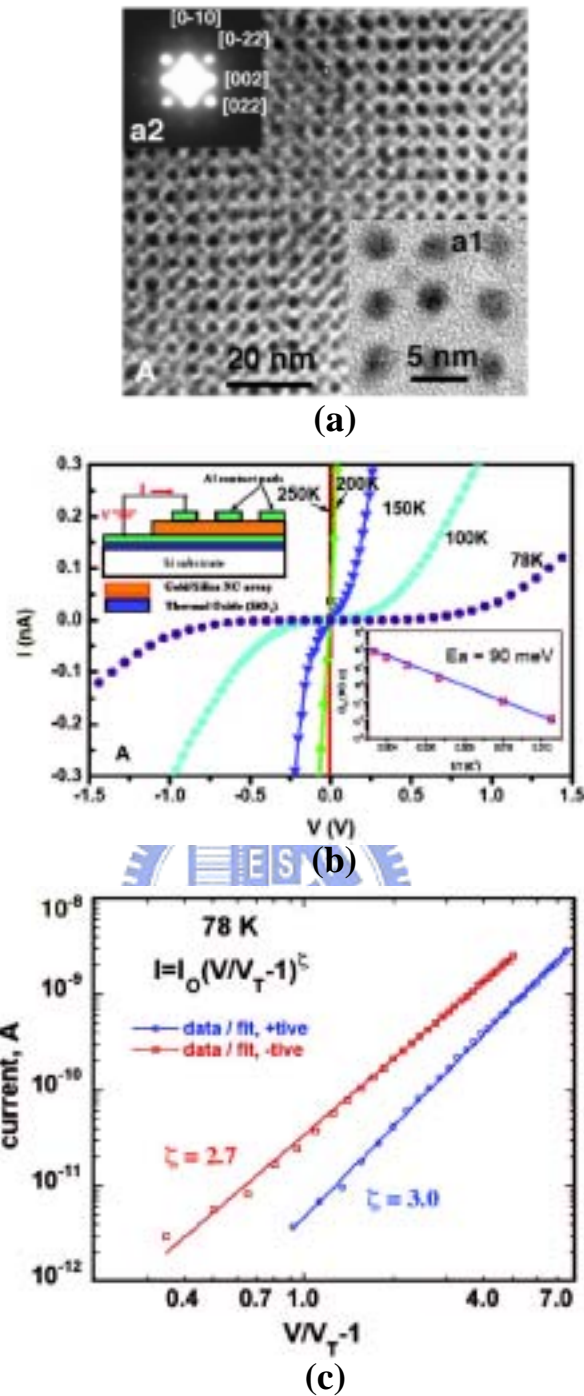 [0-10]
[0-22]
[002]
[022]
a2
a1
20 nm
5 nm
A
(a)
0.3
0.2
0.1
0.0
-0.1
-0.2
-0.3
I (nA)
I
Al contact pads
Si substrate
Gold/Silica NC array
Thermal Oxide (SiO₂)
250K
200K
150K
100K
78K
Ea = 90 meV
A
-1.5 -1.0 -0.5 0.0 0.5 1.0 1.5
V (V)
(b)
ES
10⁻⁸
10⁻⁹
10⁻¹⁰
10⁻¹¹
10⁻¹²
current, A
78 K
I=I_O(V/V_T-1)^ζ
data / fit, +tive
data / fit, -tive
ζ = 2.7
ζ = 3.0
0.4 0.7 1.0 4.0 7.0
V/V_T-1
(c)